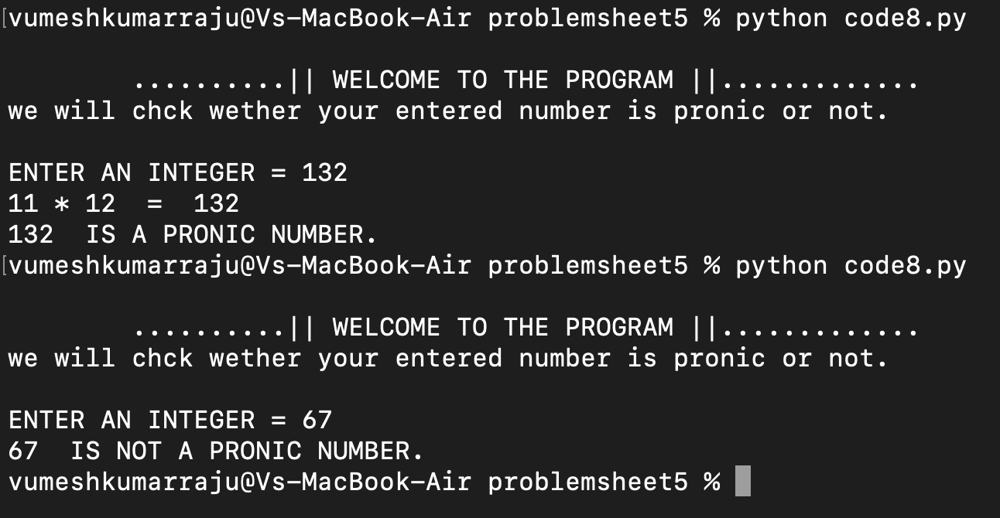 [vumeshkumarraju@Vs-MacBook-Air problemsheet5 % python code8.py
..........|| WELCOME TO THE PROGRAM ||.............
we will chck wether your entered number is pronic or not.
ENTER AN INTEGER = 132
11 * 12  =  132
132  IS A PRONIC NUMBER.
[vumeshkumarraju@Vs-MacBook-Air problemsheet5 % python code8.py
..........|| WELCOME TO THE PROGRAM ||.............
we will chck wether your entered number is pronic or not.
ENTER AN INTEGER = 67
67  IS NOT A PRONIC NUMBER.
vumeshkumarraju@Vs-MacBook-Air problemsheet5 %